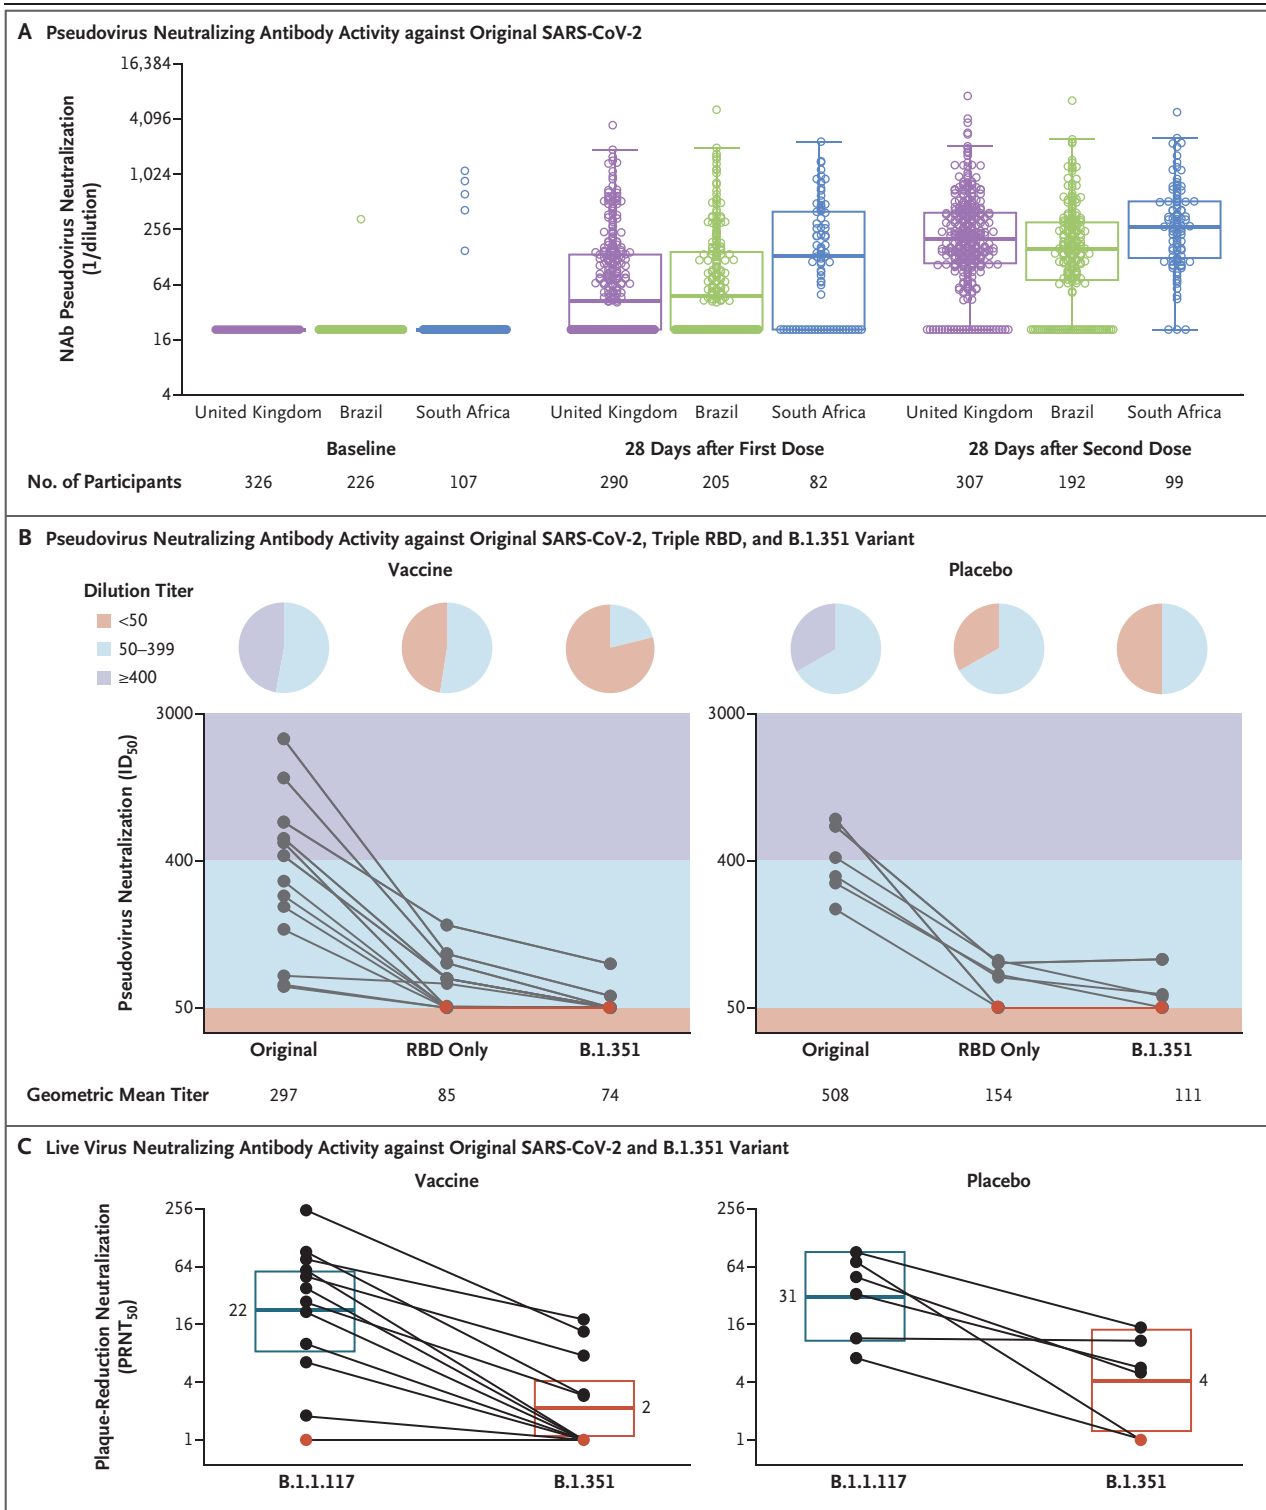 A Pseudovirus Neutralizing Antibody Activity against Original SARS-CoV-2
NAb Pseudovirus Neutralization
(1/dilution)
16,384
4,096
1,024
256
64
16
4
United Kingdom Brazil South Africa United Kingdom Brazil South Africa United Kingdom Brazil South Africa
Baseline 28 Days after First Dose 28 Days after Second Dose
No. of Participants 326 226 107 290 205 82 307 192 99
B Pseudovirus Neutralizing Antibody Activity against Original SARS-CoV-2, Triple RBD, and B.1.351 Variant
Vaccine Placebo
Dilution Titer
<50
50–399
≥400
Pseudovirus Neutralization (ID50)
3000
400
50
3000
400
50
Original RBD Only B.1.351 Original RBD Only B.1.351
Geometric Mean Titer 297 85 74 508 154 111
C Live Virus Neutralizing Antibody Activity against Original SARS-CoV-2 and B.1.351 Variant
Vaccine Placebo
Plaque-Reduction Neutralization
(PRNT50)
256
64
16
4
1
22
2
256
64
16
4
1
31
4
B.1.1.117 B.1.351 B.1.1.117 B.1.351